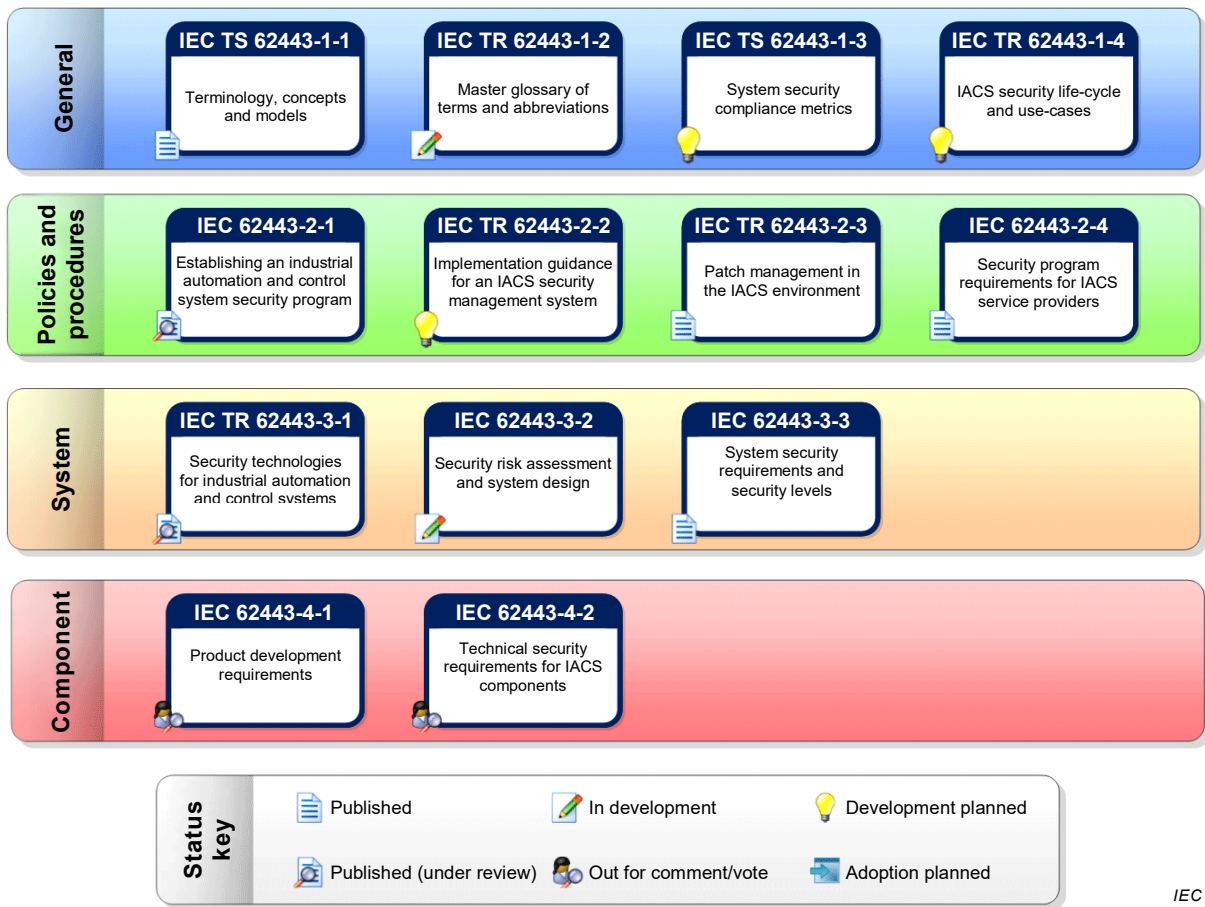 General
IEC TS 62443-1-1
Terminology, concepts
and models
IEC TR 62443-1-2
Master glossary of
terms and abbreviations
IEC TS 62443-1-3
System security
compliance metrics
IEC TR 62443-1-4
IACS security life-cycle
and use-cases
Policies and
procedures
IEC 62443-2-1
Establishing an industrial
automation and control
system security program
IEC TR 62443-2-2
Implementation guidance
for an IACS security
management system
IEC TR 62443-2-3
Patch management in
the IACS environment
IEC 62443-2-4
Security program
requirements for IACS
service providers
System
IEC TR 62443-3-1
Security technologies
for industrial automation
and control systems
IEC 62443-3-2
Security risk assessment
and system design
IEC 62443-3-3
System security
requirements and
security levels
Component
IEC 62443-4-1
Product development
requirements
IEC 62443-4-2
Technical security
requirements for IACS
components
Status
key
Published
In development
Development planned
Published (under review)
Out for comment/vote
Adoption planned
IEC